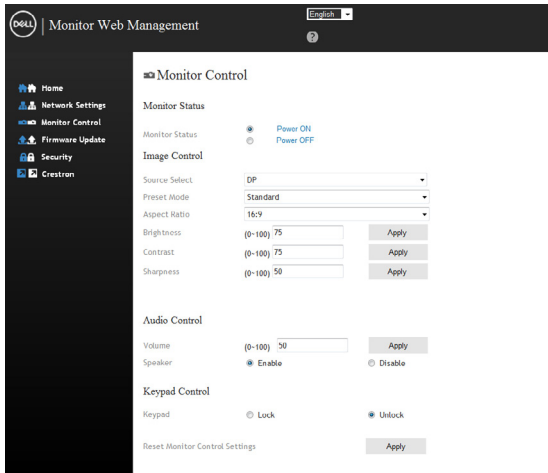 DELL
Monitor Web Management
English
?
Home
Network Settings
Monitor Control
Firmware Update
Security
Crestron
Monitor Control
Monitor Status
Monitor Status
Power ON
Power OFF
Image Control
Source Select DP
Preset Mode Standard
Aspect Ratio 16:9
Brightness (0~100) 75 Apply
Contrast (0~100) 75 Apply
Sharpness (0~100) 50 Apply
Audio Control
Volume (0~100) 50 Apply
Speaker Enable Disable
Keypad Control
Keypad Lock Unlock
Reset Monitor Control Settings Apply